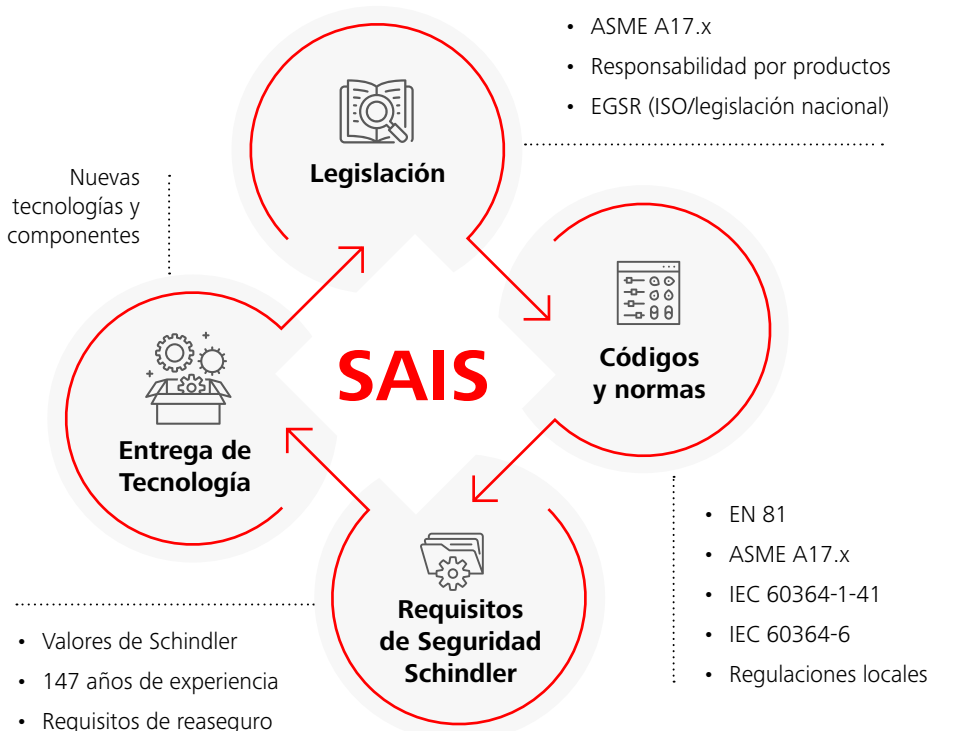 • ASME A17.x
• Responsabilidad por productos
• EGSR (ISO/legislación nacional)
Legislación
Nuevas
tecnologías y
componentes
SAIS
Códigos
y normas
Entrega de
Tecnología
• EN 81
• ASME A17.x
• IEC 60364-1-41
• IEC 60364-6
• Regulaciones locales
Requisitos
de Seguridad
Schindler
• Valores de Schindler
• 147 años de experiencia
• Requisitos de reaseguro